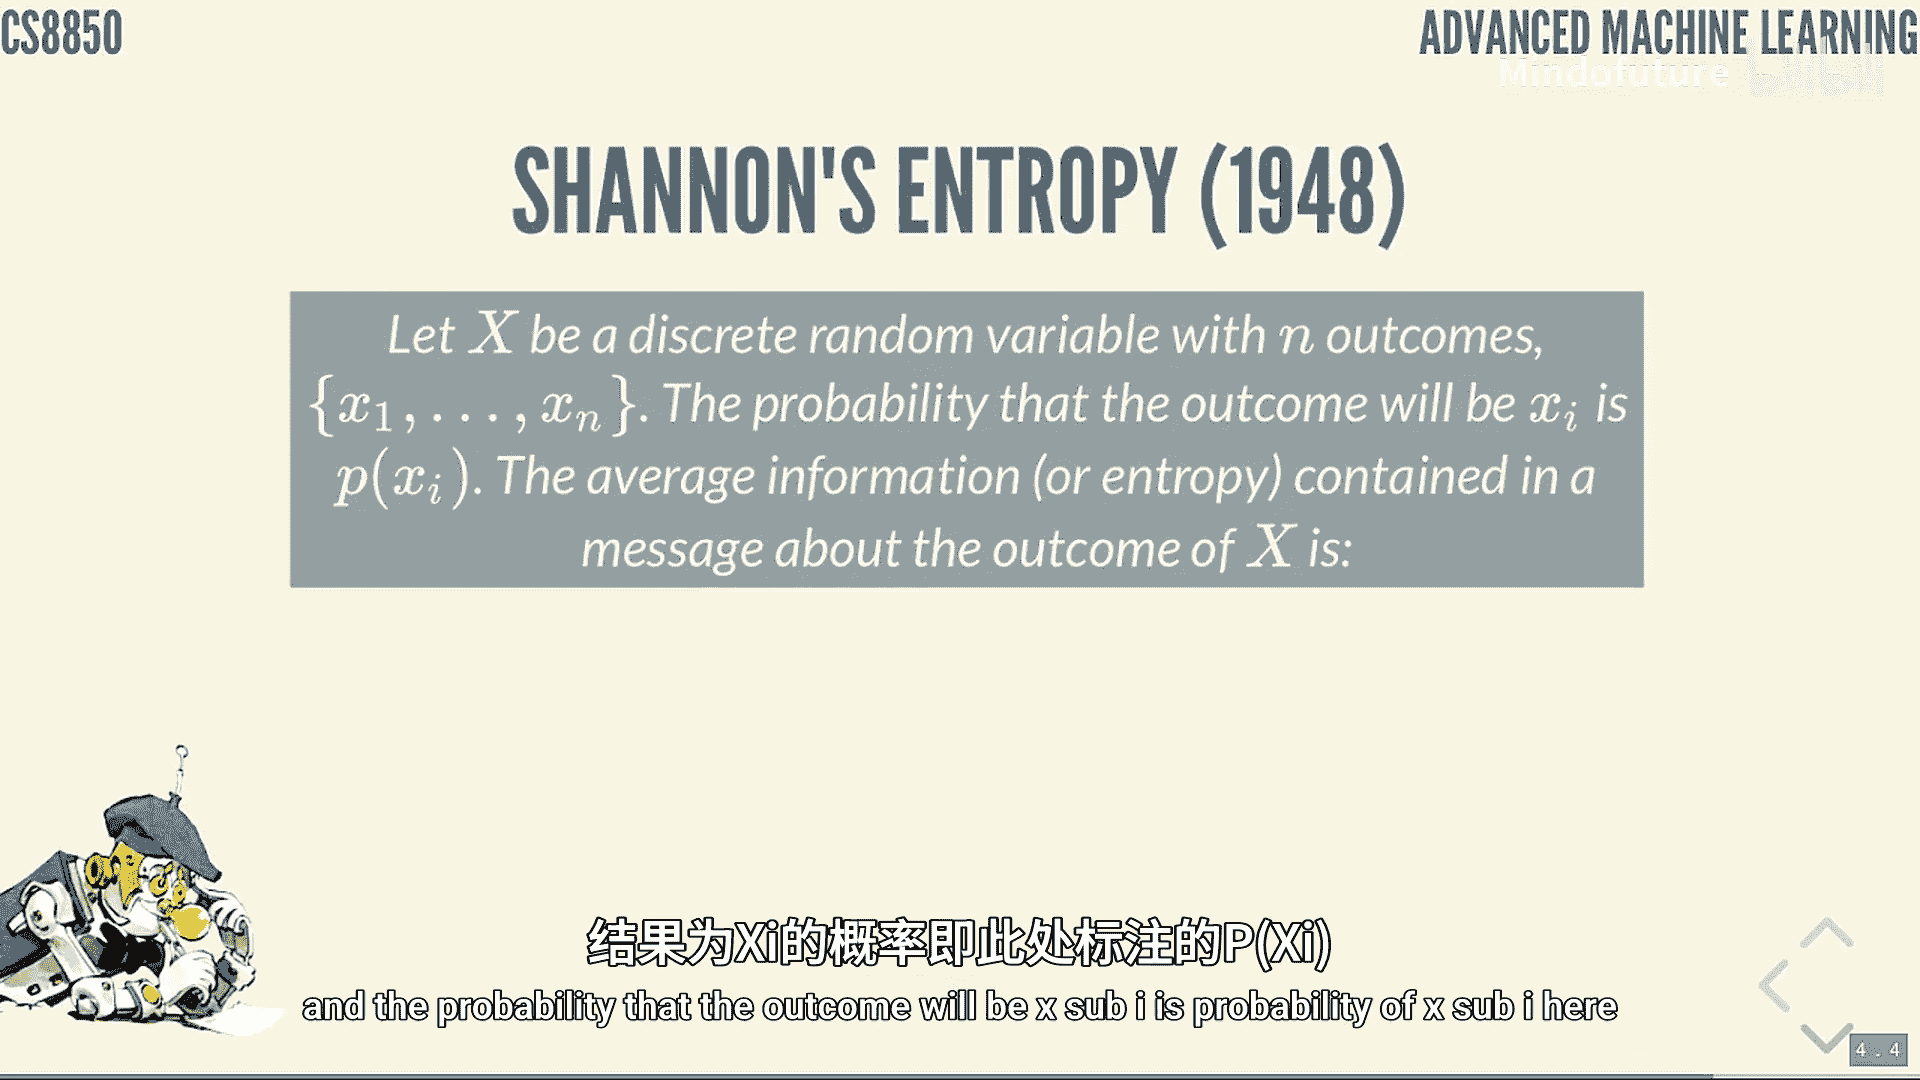 CS8850
ADVANCED MACHINE LEARNING
Mindofuture
SHANNON'S ENTROPY (1948)
Let X be a discrete random variable with n outcomes,
{x₁, . . . , xₙ}. The probability that the outcome will be xᵢ is
p(xᵢ). The average information (or entropy) contained in a
message about the outcome of X is:
结果为Xi的概率即此处标注的P(Xi)
and the probability that the outcome will be x sub i is probability of x sub i here
4 . 4